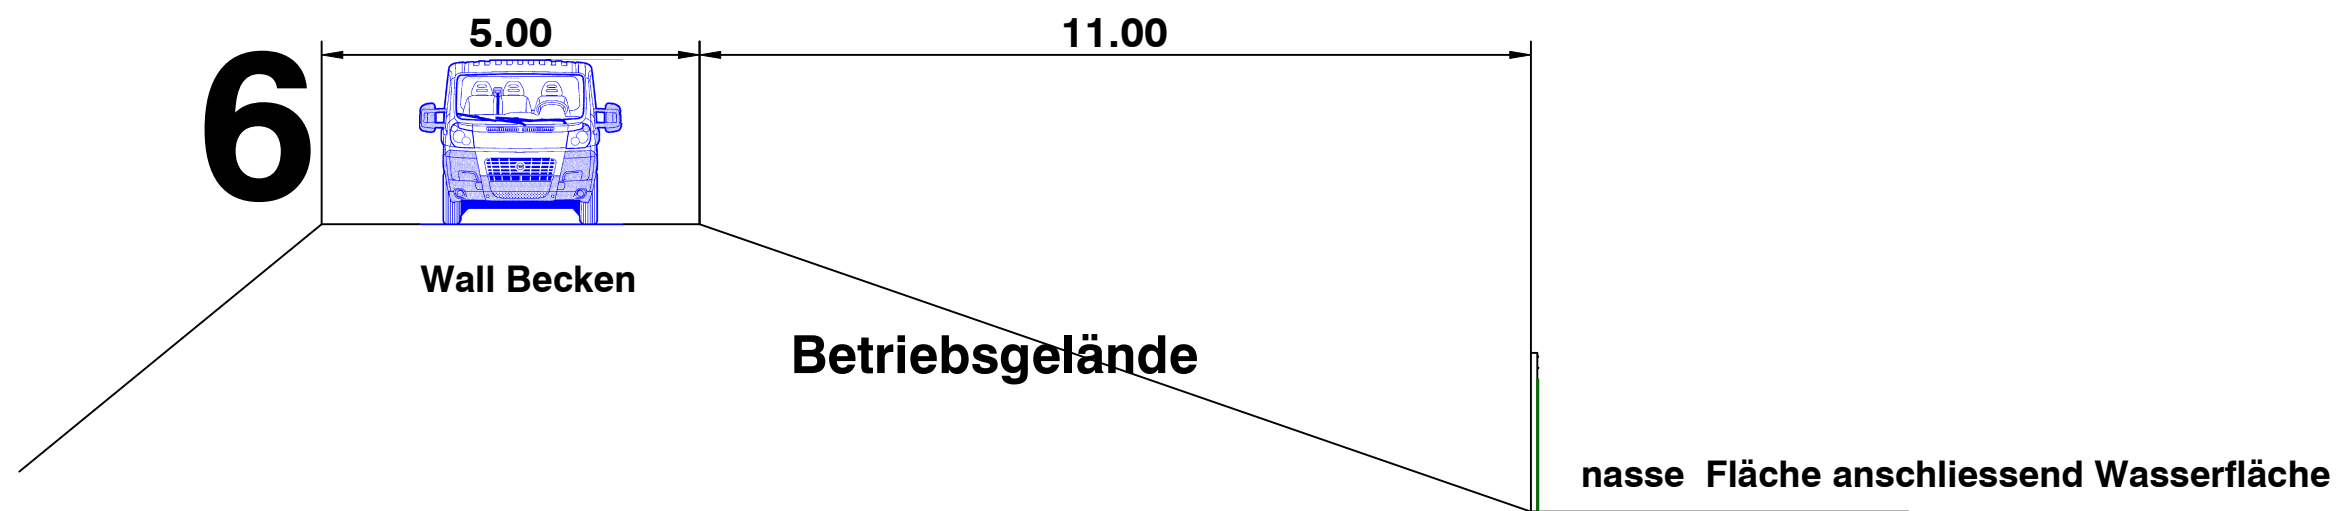 5.00 11.00
6
Wall Becken
Betriebsgelände
nasse Fläche anschliessend Wasserfläche